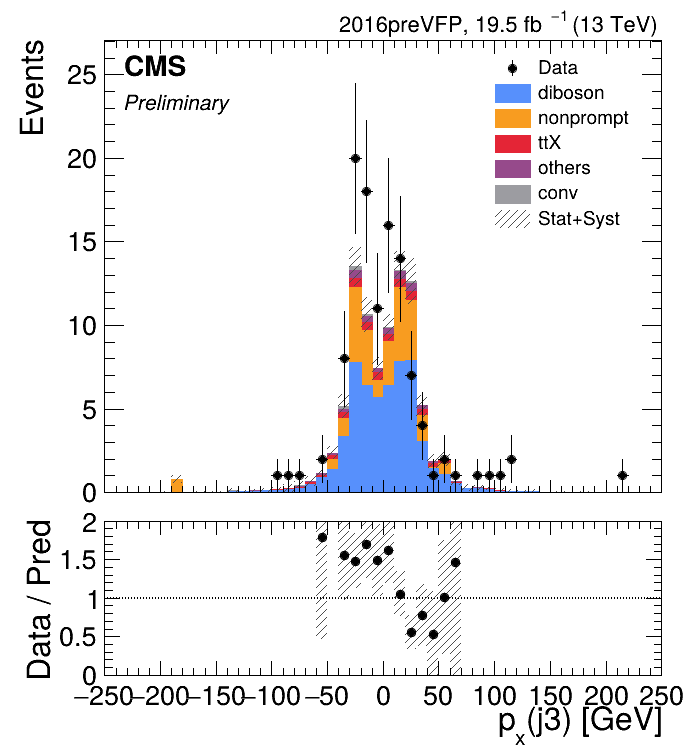 2016preVFP, 19.5 fb⁻¹ (13 TeV)
CMS
Preliminary
Events
25
20
15
10
5
0
Data
diboson
nonprompt
ttX
others
conv
Stat+Syst
Data / Pred
2
1.5
1
0.5
0
−250 −200 −150 −100 −50 0 50 100 150 200 250
pₓ(j3) [GeV]